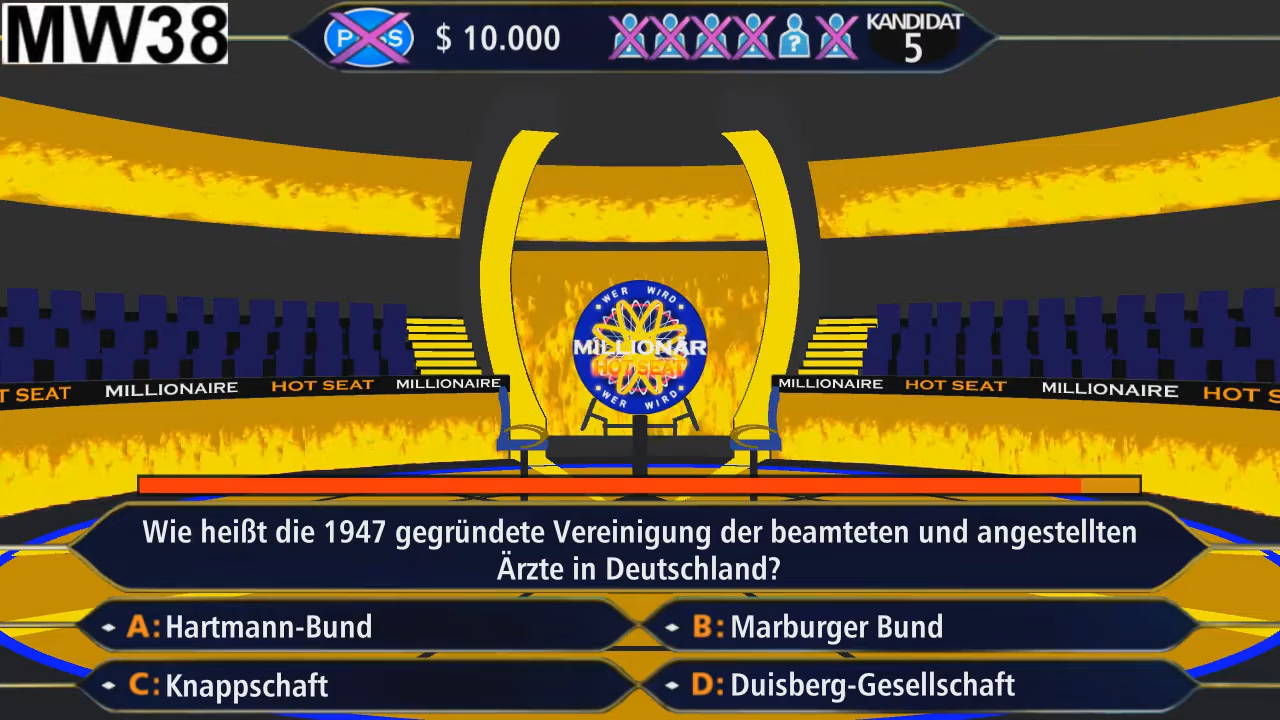 MW38
$ 10.000
?
KANDIDAT
5
WER WIRD
MILLIONÄR
HOT SEAT
WER WIRD
T SEAT MILLIONAIRE HOT SEAT MILLIONAIRE
MILLIONAIRE HOT SEAT MILLIONAIRE HOT S
Wie heißt die 1947 gegründete Vereinigung der beamteten und angestellten
Ärzte in Deutschland?
A: Hartmann-Bund
B: Marburger Bund
C: Knappschaft
D: Duisberg-Gesellschaft